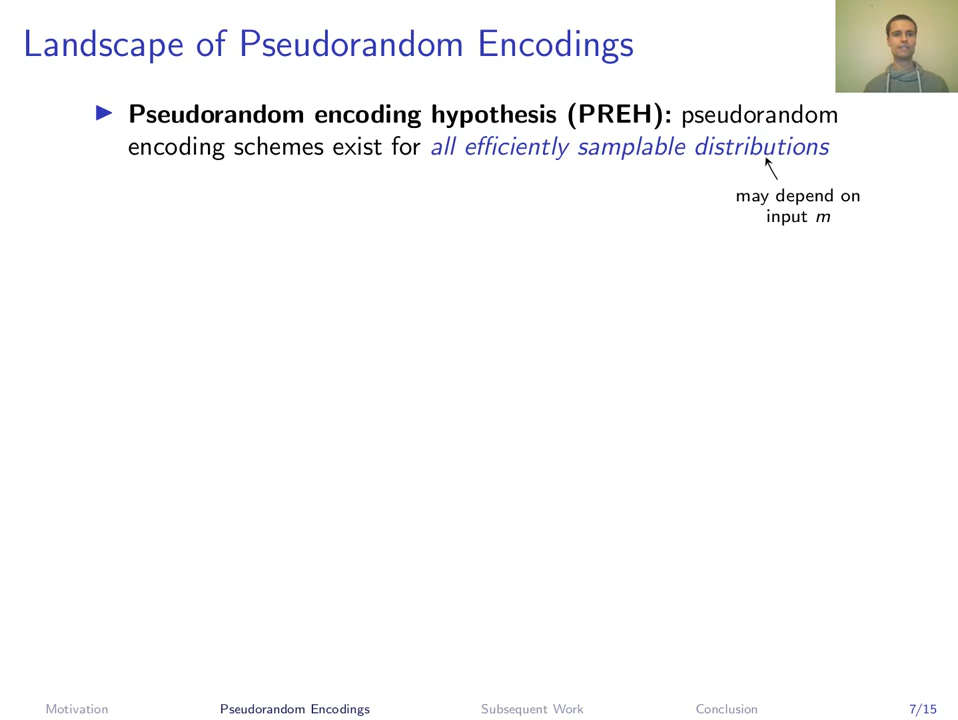 Landscape of Pseudorandom Encodings
▶ Pseudorandom encoding hypothesis (PREH): pseudorandom
encoding schemes exist for all efficiently samplable distributions
may depend on
input m
Motivation Pseudorandom Encodings Subsequent Work Conclusion 7/15